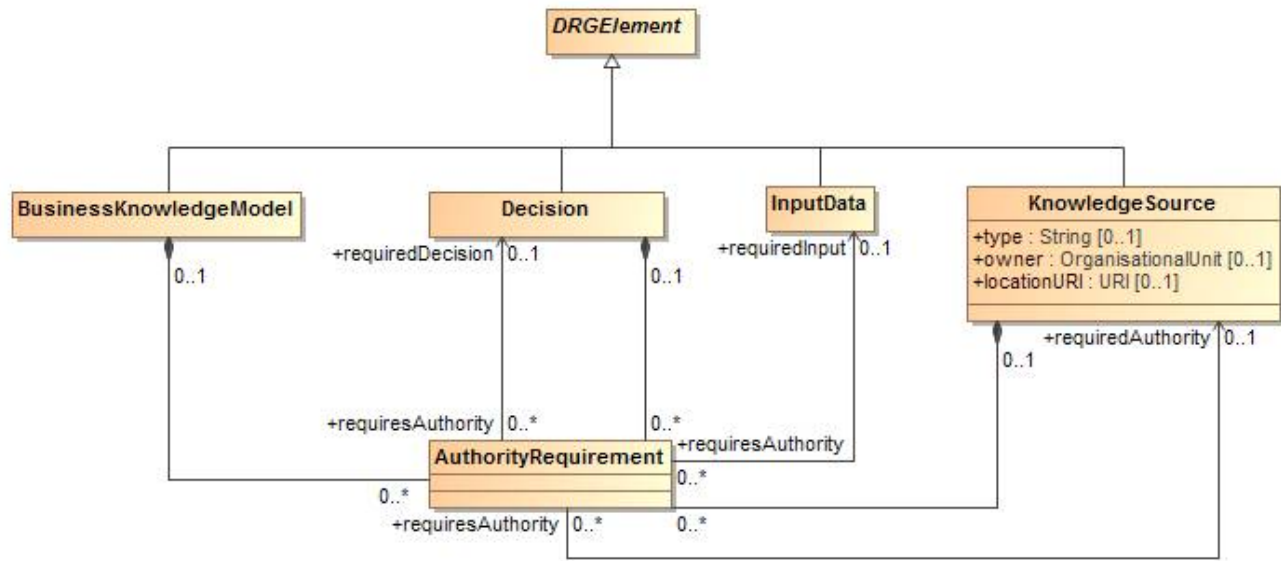 DRGElement
BusinessKnowledgeModel
Decision
InputData
KnowledgeSource
+type : String [0..1]
+owner : OrganisationalUnit [0..1]
+locationURI : URI [0..1]
+requiredDecision 0..1
+requiredInput 0..1
0..1
0..1
+requiredAuthority 0..1
0..1
+requiresAuthority 0..*
0..*
+requiresAuthority
AuthorityRequirement
0..*
0..*
+requiresAuthority 0..*
0..*